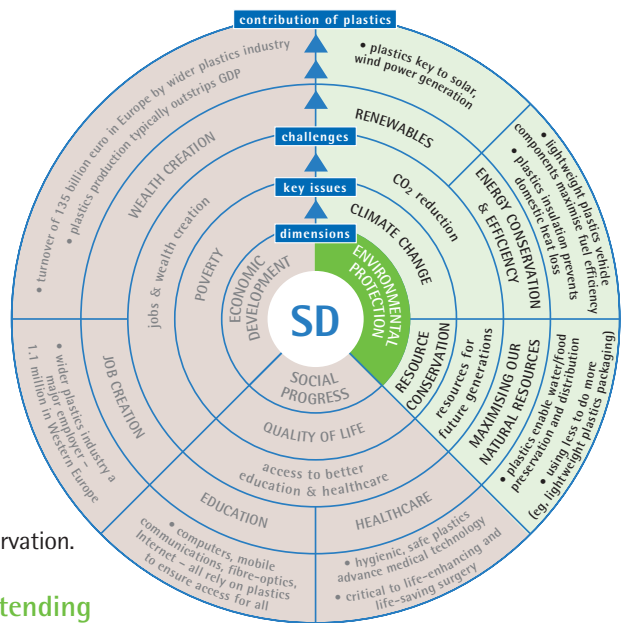 contribution of plastics
• turnover of 135 billion euro in Europe by wider plastics industry
• plastics production typically outstrips GDP
• plastics key to solar,
wind power generation
WEALTH CREATION
RENEWABLES
challenges
jobs & wealth creation
CO2 reduction
ENERGY CONSERVATION
& EFFICIENCY
• lightweight plastics vehicle
components maximise fuel efficiency
• plastics insulation prevents
domestic heat loss
key issues
POVERTY
CLIMATE CHANGE
dimensions
ECONOMIC
DEVELOPMENT
ENVIRONMENTAL
PROTECTION
SD
SOCIAL
PROGRESS
RESOURCE
CONSERVATION
resources for
future generations
MAXIMISING OUR
NATURAL RESOURCES
• plastics enable water/food
preservation and distribution
• using less to do more
(eg, lightweight plastics packaging)
JOB CREATION
• wider plastics industry a
major employer –
1.1 million in Western Europe
QUALITY OF LIFE
access to better
education & healthcare
EDUCATION
HEALTHCARE
• computers, mobile
communications, fibre-optics,
Internet – all rely on plastics
to ensure access for all
• hygienic, safe plastics
advance medical technology
• critical to life-enhancing and
life-saving surgery
rvation.
tending